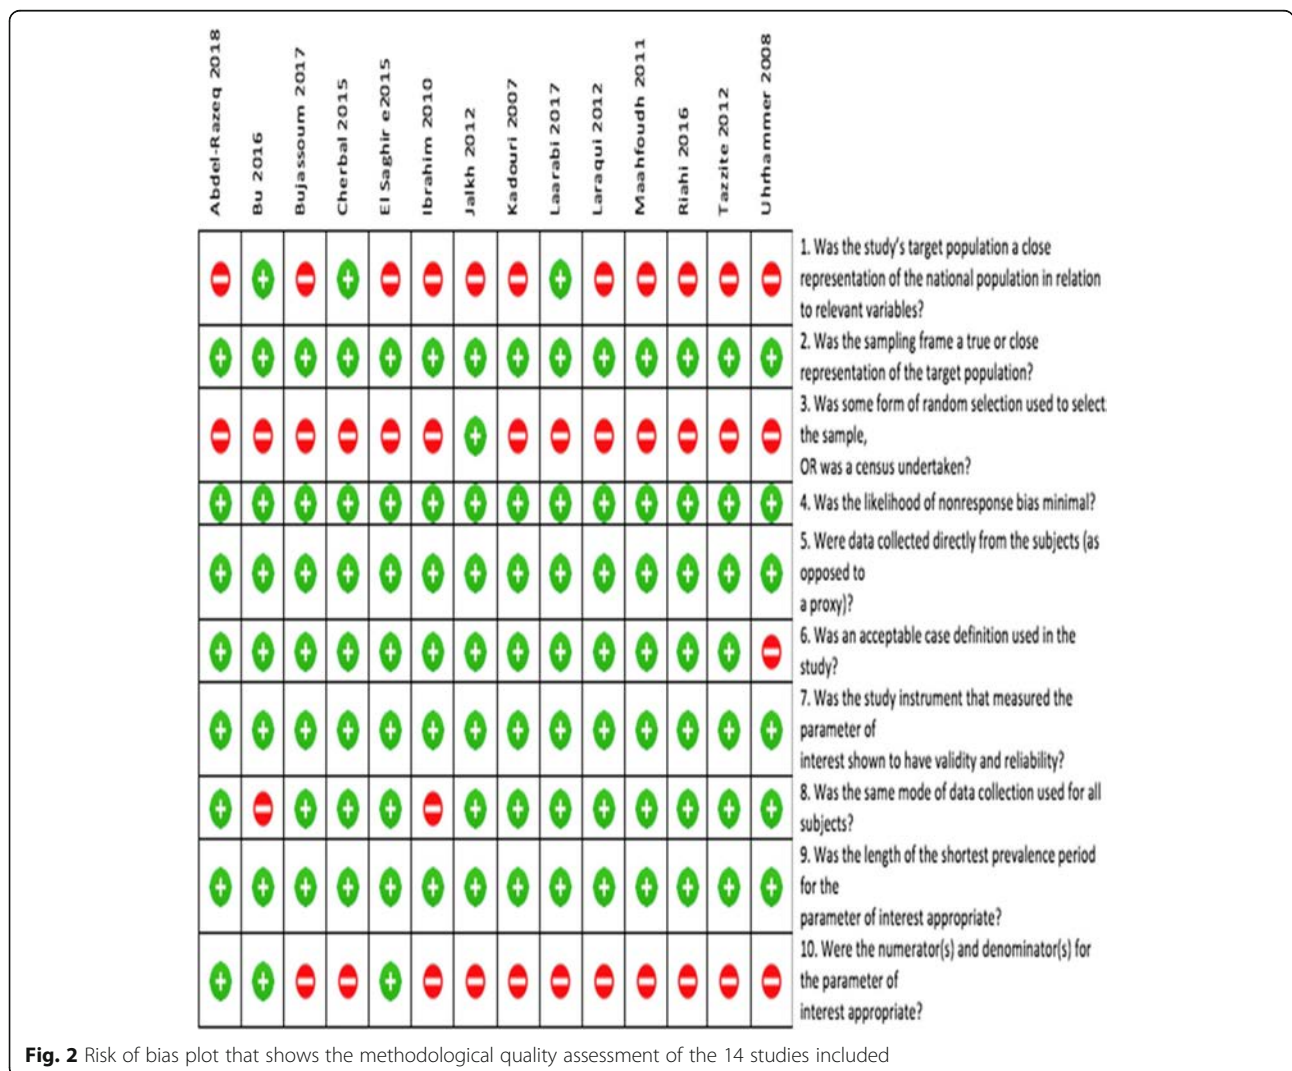 Abdel-Razeq 2018
Bu 2016
Bujassoum 2017
Cherbal 2015
El Saghir e2015
Ibrahim 2010
Jalkh 2012
Kadouri 2007
Laarabi 2017
Laraqui 2012
Maahfoudh 2011
Riahi 2016
Tazzite 2012
Uhrhammer 2008
1. Was the study's target population a close
representation of the national population in relation
to relevant variables?
2. Was the sampling frame a true or close
representation of the target population?
3. Was some form of random selection used to select
the sample,
OR was a census undertaken?
4. Was the likelihood of nonresponse bias minimal?
5. Were data collected directly from the subjects (as
opposed to
a proxy)?
6. Was an acceptable case definition used in the
study?
7. Was the study instrument that measured the
parameter of
interest shown to have validity and reliability?
8. Was the same mode of data collection used for all
subjects?
9. Was the length of the shortest prevalence period
for the
parameter of interest appropriate?
10. Were the numerator(s) and denominator(s) for
the parameter of
interest appropriate?
Fig. 2 Risk of bias plot that shows the methodological quality assessment of the 14 studies included